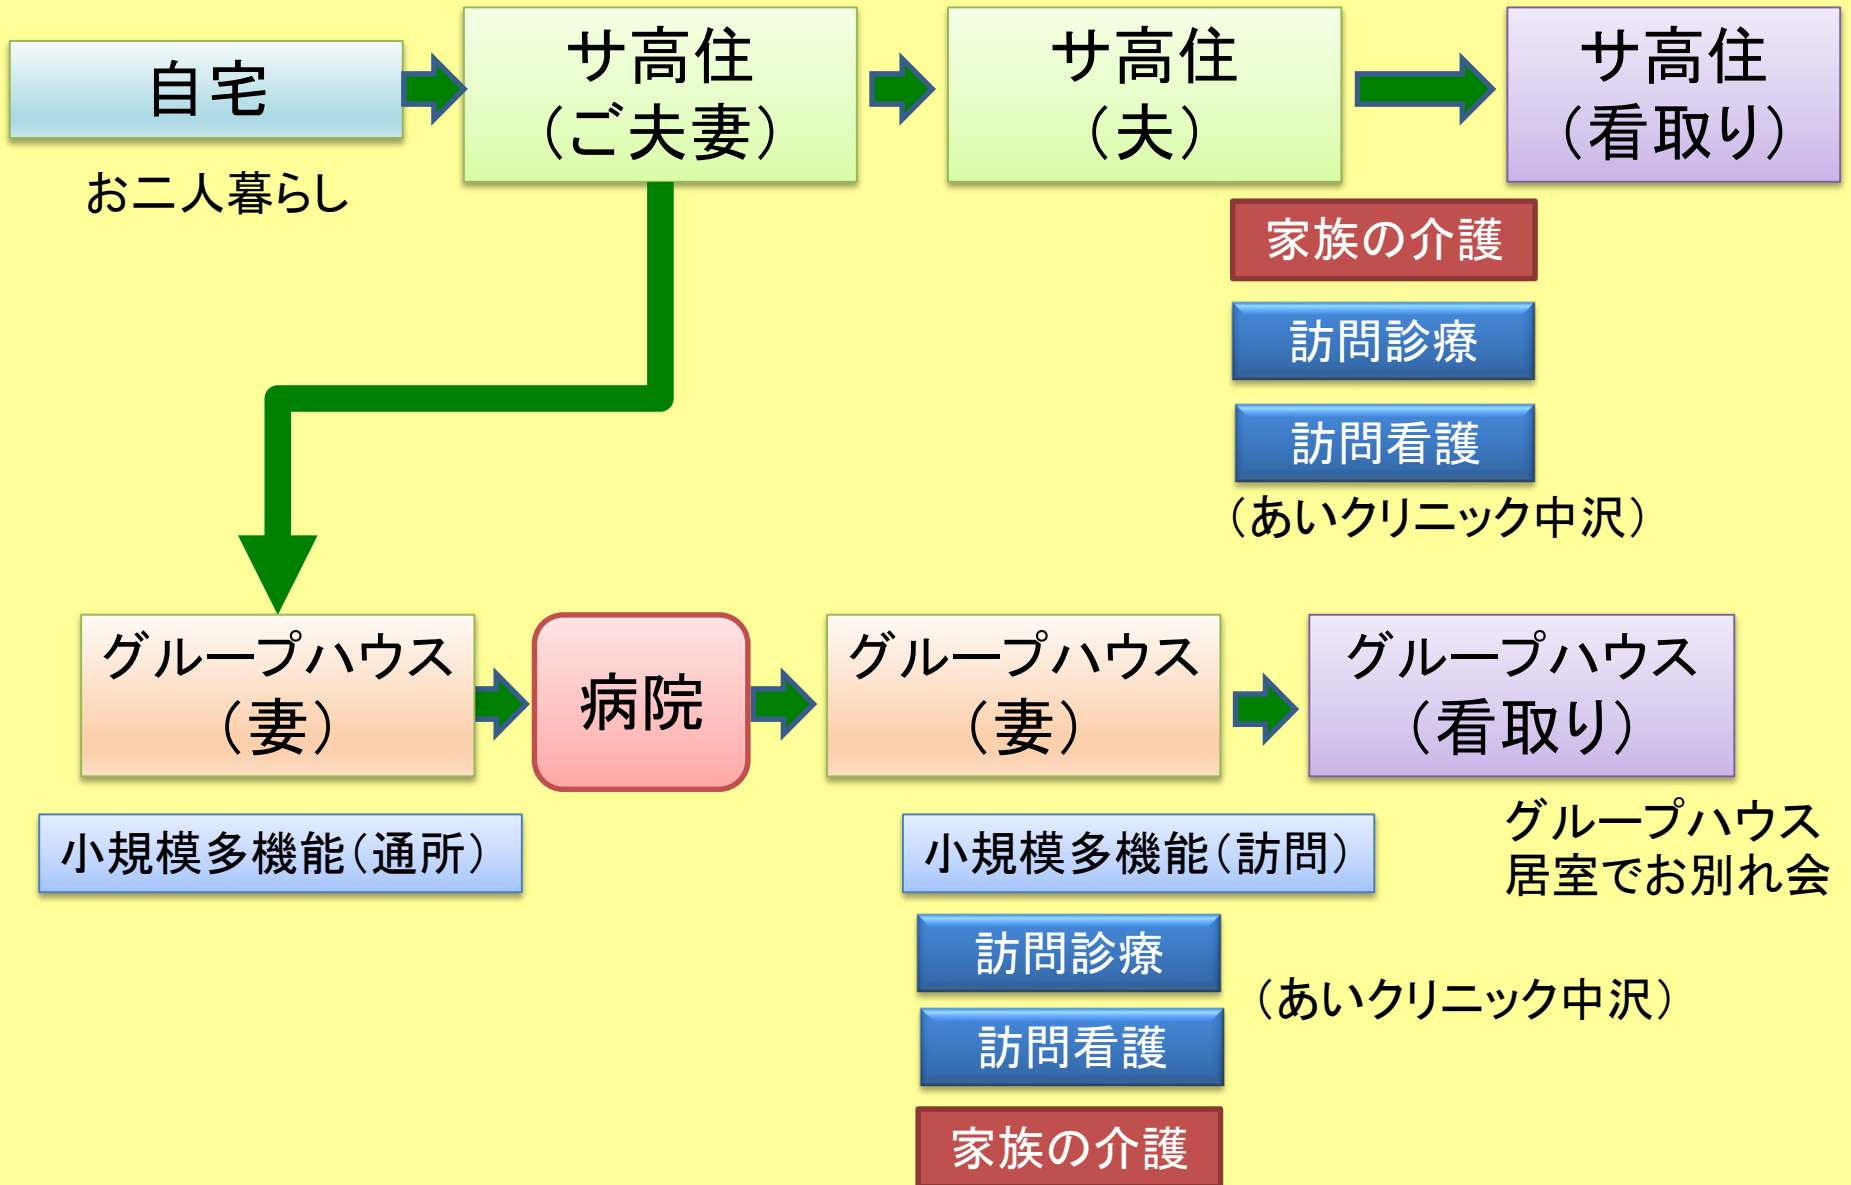 自宅
お二人暮らし
サ高住
（ご夫妻）
サ高住
（夫）
サ高住
（看取り）
家族の介護
訪問診療
訪問看護
（あいクリニック中沢）
グループハウス
（妻）
小規模多機能（通所）
病院
グループハウス
（妻）
小規模多機能（訪問）
訪問診療
訪問看護
（あいクリニック中沢）
家族の介護
グループハウス
（看取り）
グループハウス
居室でお別れ会